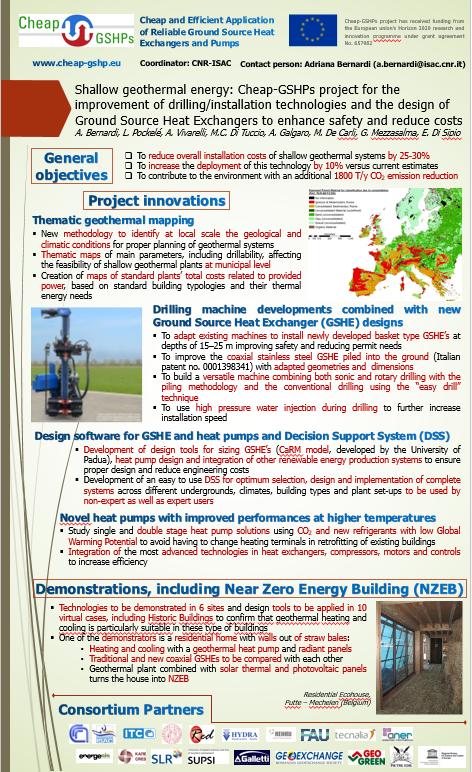 Cheap
GSHPs
Cheap and Efficient Application
of Reliable Ground Source Heat
Exchangers and Pumps
Cheap-GSHPs project has received funding from
the European union's Horizon 2020 research and
innovation programme under grant agreement
No. 657982
www.cheap-gshp.eu
Coordinator: CNR-ISAC
Contact person: Adriana Bernardi (a.bernardi@isac.cnr.it)
Shallow geothermal energy: Cheap-GSHPs project for the
improvement of drilling/installation technologies and the design of
Ground Source Heat Exchangers to enhance safety and reduce costs
A. Bernardi, L. Pockelé, A. Vivarelli, M.C. Di Tuccio, A. Galgaro, M. De Carli, G. Mezzasalma, E. Di Sipio
General
objectives
To reduce overall installation costs of shallow geothermal systems by 25-30%
To increase the deployment of this technology by 10% versus current estimates
To contribute to the environment with an additional 1800 T/y CO2 emission reduction
Project innovations
Thematic geothermal mapping
▪ New methodology to identify at local scale the geological and
climatic conditions for proper planning of geothermal systems
▪ Thematic maps of main parameters, including drillability, affecting
the feasibility of shallow geothermal plants at municipal level
▪ Creation of maps of standard plants' total costs related to provided
power, based on standard building typologies and their thermal
energy needs
Drilling machine developments combined with new
Ground Source Heat Exchanger (GSHE) designs
▪ To adapt existing machines to install newly developed basket type GSHE's at
depths of 15–25 m improving safety and reducing permit needs
▪ To improve the coaxial stainless steel GSHE piled into the ground (Italian
patent no. 0001398341) with adapted geometries and dimensions
▪ To build a versatile machine combining both sonic and rotary drilling with the
piling methodology and the conventional drilling using the "easy drill"
technique
▪ To use high pressure water injection during drilling to further increase
installation speed
Design software for GSHE and heat pumps and Decision Support System (DSS)
▪ Development of design tools for sizing GSHE's (CaRM model, developed by the University of
Padua), heat pump design and integration of other renewable energy production systems to ensure
proper design and reduce engineering costs
▪ Development of an easy to use DSS for optimum selection, design and implementation of complete
systems across different undergrounds, climates, building types and plant set-ups to be used by
non-expert as well as expert users
Novel heat pumps with improved performances at higher temperatures
▪ Study single and double stage heat pump solutions using CO2 and new refrigerants with low Global
Warming Potential to avoid having to change heating terminals in retrofitting of existing buildings
▪ Integration of the most advanced technologies in heat exchangers, compressors, motors and controls
to increase efficiency
Demonstrations, including Near Zero Energy Building (NZEB)
▪ Technologies to be demonstrated in 6 sites and design tools to be applied in 10
virtual cases, including Historic Buildings to confirm that geothermal heating and
cooling is particularly suitable in these type of buildings
▪ One of the demonstrators is a residential home with walls out of straw bales:
• Heating and cooling with a geothermal heat pump and radiant panels
• Traditional and new coaxial GSHEs to be compared with each other
• Geothermal plant combined with solar thermal and photovoltaic panels
turns the house into NZEB
Residential Ecohouse,
Putte – Mechelen (Belgium)
Consortium Partners
ITC
Red
HYDRA
REHAU
FAU
tecnalia
aner
energesis
SLR
SUPSI
Galletti
GEOEXCHANGE
GEO
GREEN